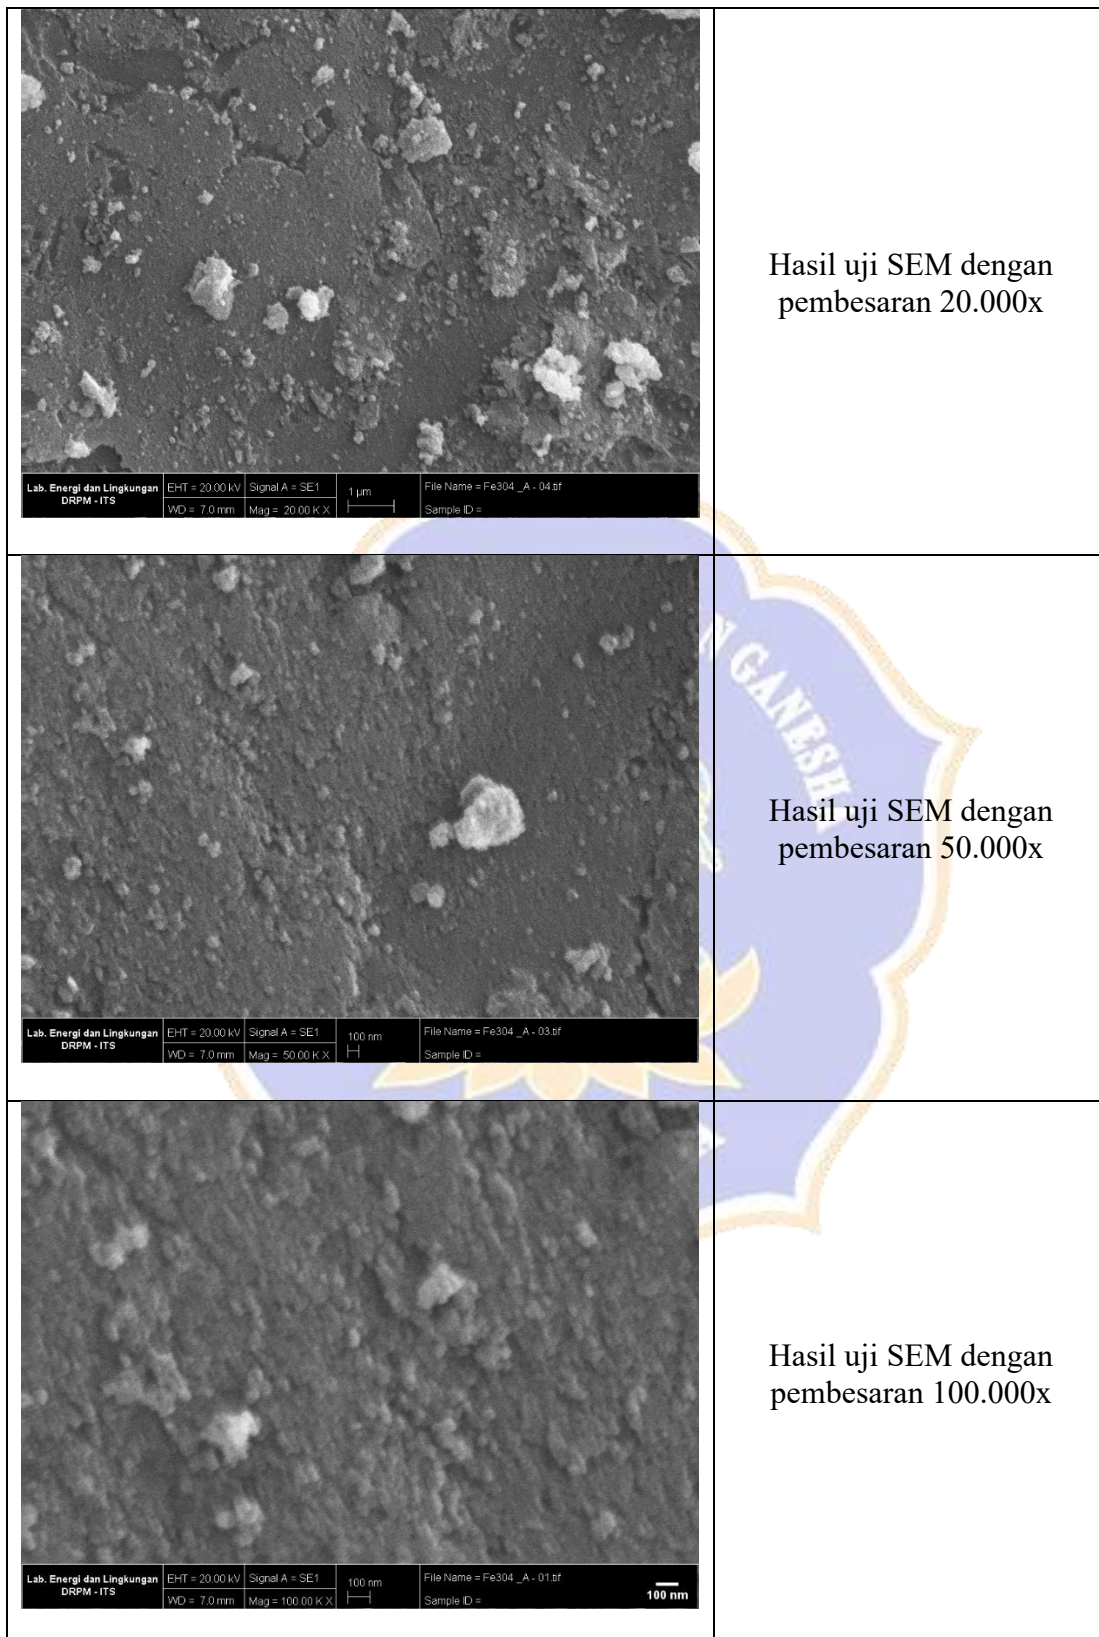 Hasil uji SEM dengan
pembesaran 20.000x
Lab. Energi dan Lingkungan
DRPM - ITS
EHT = 20.00 kV
Signal A = SE1
WD = 7.0 mm
Mag = 20.00 K X
1 µm
File Name = Fe304 _A - 04.tif
Sample ID =
N GANESHA
Hasil uji SEM dengan
pembesaran 50.000x
Lab. Energi dan Lingkungan
DRPM - ITS
EHT = 20.00 kV
Signal A = SE1
WD = 7.0 mm
Mag = 50.00 K X
100 nm
File Name = Fe304 _A - 03.tif
Sample ID =
Hasil uji SEM dengan
pembesaran 100.000x
Lab. Energi dan Lingkungan
DRPM - ITS
EHT = 20.00 kV
Signal A = SE1
WD = 7.0 mm
Mag = 100.00 K X
100 nm
File Name = Fe304 _A - 01.tif
Sample ID =
100 nm